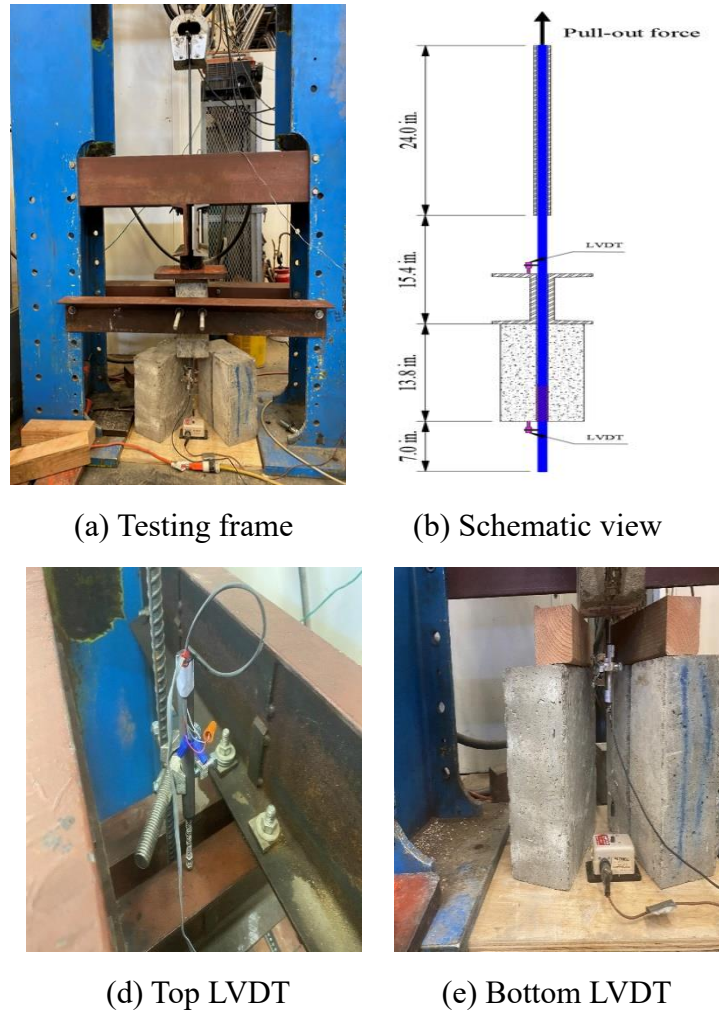 Pull-out force
24.0 in.
LVDT
15.4 in.
13.8 in.
LVDT
7.0 in.
(a) Testing frame
(b) Schematic view
(d) Top LVDT
(e) Bottom LVDT